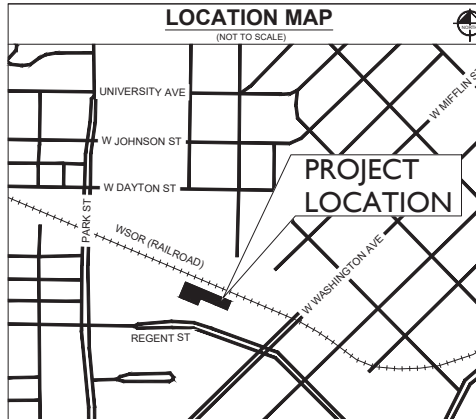 LOCATION MAP
(NOT TO SCALE)
NORTH
UNIVERSITY AVE
W MIFFLIN ST
W JOHNSON ST
PROJECT
LOCATION
W DAYTON ST
PARK ST
WSOR (RAILROAD)
W WASHINGTON AVE
REGENT ST